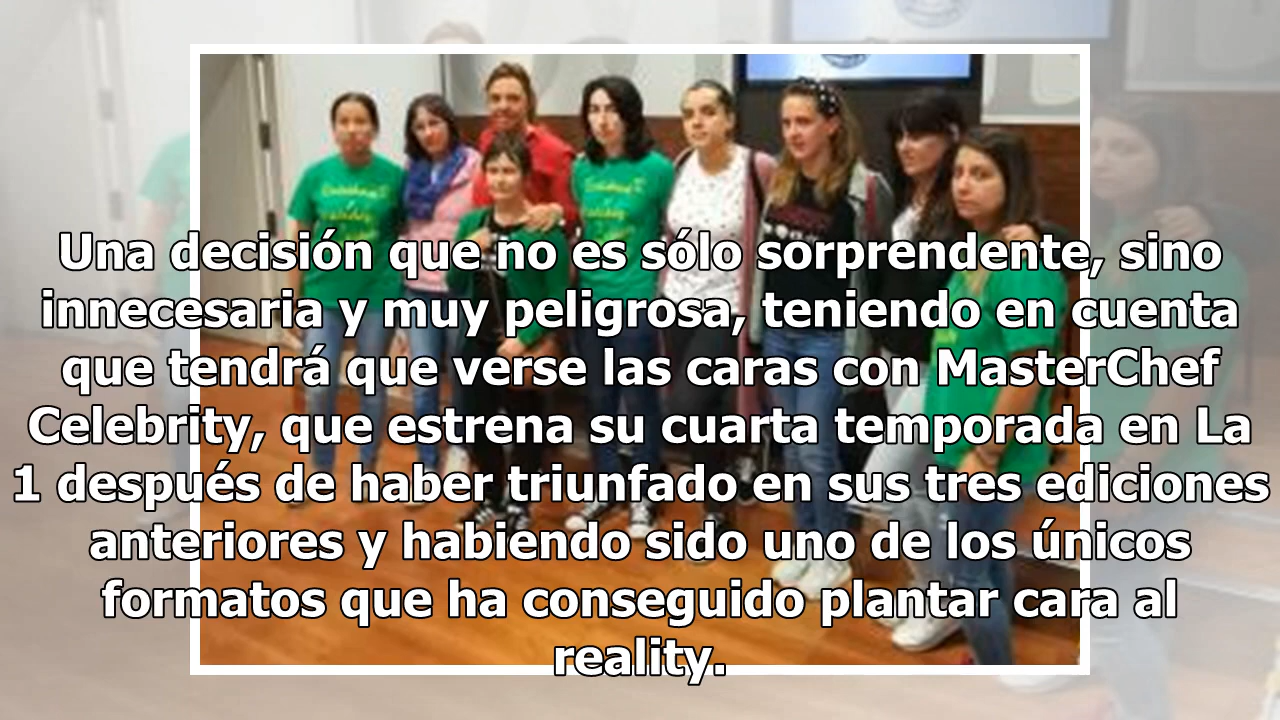 Una decisión que no es sólo sorprendente, sino
innecesaria y muy peligrosa, teniendo en cuenta
que tendrá que verse las caras con MasterChef
Celebrity, que estrena su cuarta temporada en La
1 después de haber triunfado en sus tres ediciones
anteriores y habiendo sido uno de los únicos
formatos que ha conseguido plantar cara al
reality.